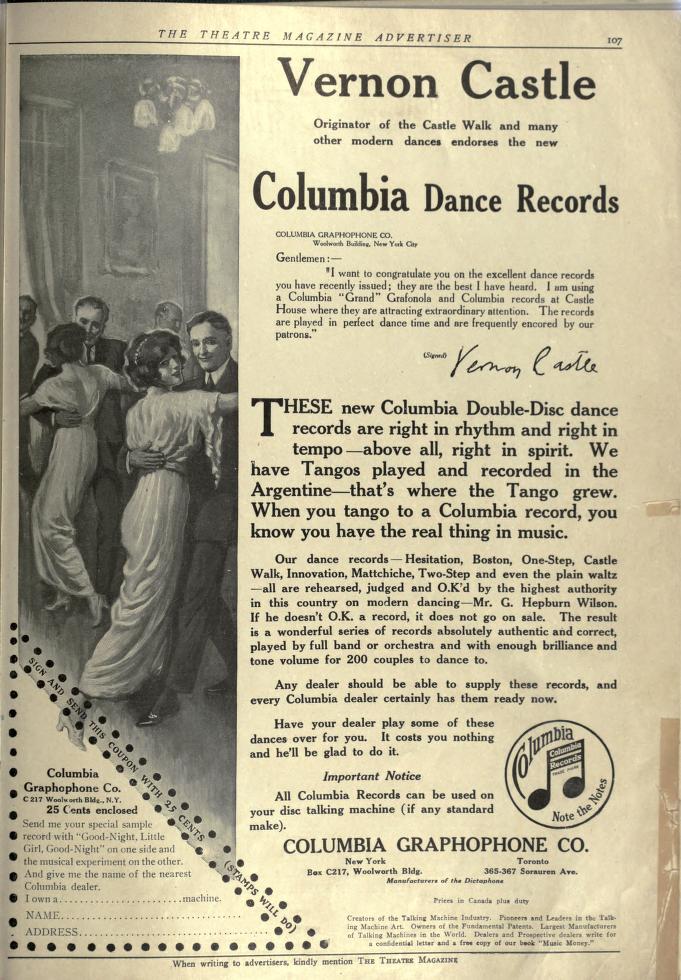 THE THEATRE MAGAZINE ADVERTISER
107
Vernon Castle
Originator of the Castle Walk and many
other modern dances endorses the new
Columbia Dance Records
COLUMBIA GRAPHOPHONE CO.
Woolworth Building, New York City
Gentlemen:—
"I want to congratulate you on the excellent dance records
you have recently issued; they are the best I have heard. I am using
a Columbia "Grand" Grafonola and Columbia records at Castle
House where they are attracting extraordinary attention. The records
are played in perfect dance time and are frequently encored by our
patrons."
(Signed) Vernon Castle
THESE new Columbia Double-Disc dance
records are right in rhythm and right in
tempo—above all, right in spirit. We
have Tangos played and recorded in the
Argentine—that's where the Tango grew.
When you tango to a Columbia record, you
know you have the real thing in music.
Our dance records—Hesitation, Boston, One-Step, Castle
Walk, Innovation, Mattchiche, Two-Step and even the plain waltz
—all are rehearsed, judged and O.K'd by the highest authority
in this country on modern dancing—Mr. G. Hepburn Wilson.
If he doesn't O.K. a record, it does not go on sale. The result
is a wonderful series of records absolutely authentic and correct,
played by full band or orchestra and with enough brilliance and
tone volume for 200 couples to dance to.
Any dealer should be able to supply these records, and
every Columbia dealer certainly has them ready now.
Have your dealer play some of these
dances over for you. It costs you nothing
and he'll be glad to do it.
Important Notice
All Columbia Records can be used on
your disc talking machine (if any standard
make).
Columbia
Columbia
Records
TRADE MARK
Note the Notes
COLUMBIA GRAPHOPHONE CO.
New York
Box C217, Woolworth Bldg.
Toronto
365-367 Sorauren Ave.
Manufacturers of the Dictaphone
Prices in Canada plus duty
Creators of the Talking Machine Industry. Pioneers and Leaders in the Talk-
ing Machine Art. Owners of the Fundamental Patents. Largest Manufacturers
of Talking Machines in the World. Dealers and Prospective dealers write for
a confidential letter and a free copy of our book "Music Money."
SIGN AND SEND THIS COUPON WITH 25 CENTS (STAMPS WILL DO)
Columbia
Graphophone Co.
C 217 Woolworth Bldg., N.Y.
25 Cents enclosed
Send me your special sample
record with "Good-Night, Little
Girl, Good-Night" on one side and
the musical experiment on the other.
And give me the name of the nearest
Columbia dealer.
I own a........................machine.
NAME....................................
ADDRESS.................................
When writing to advertisers, kindly mention THE THEATRE MAGAZINE